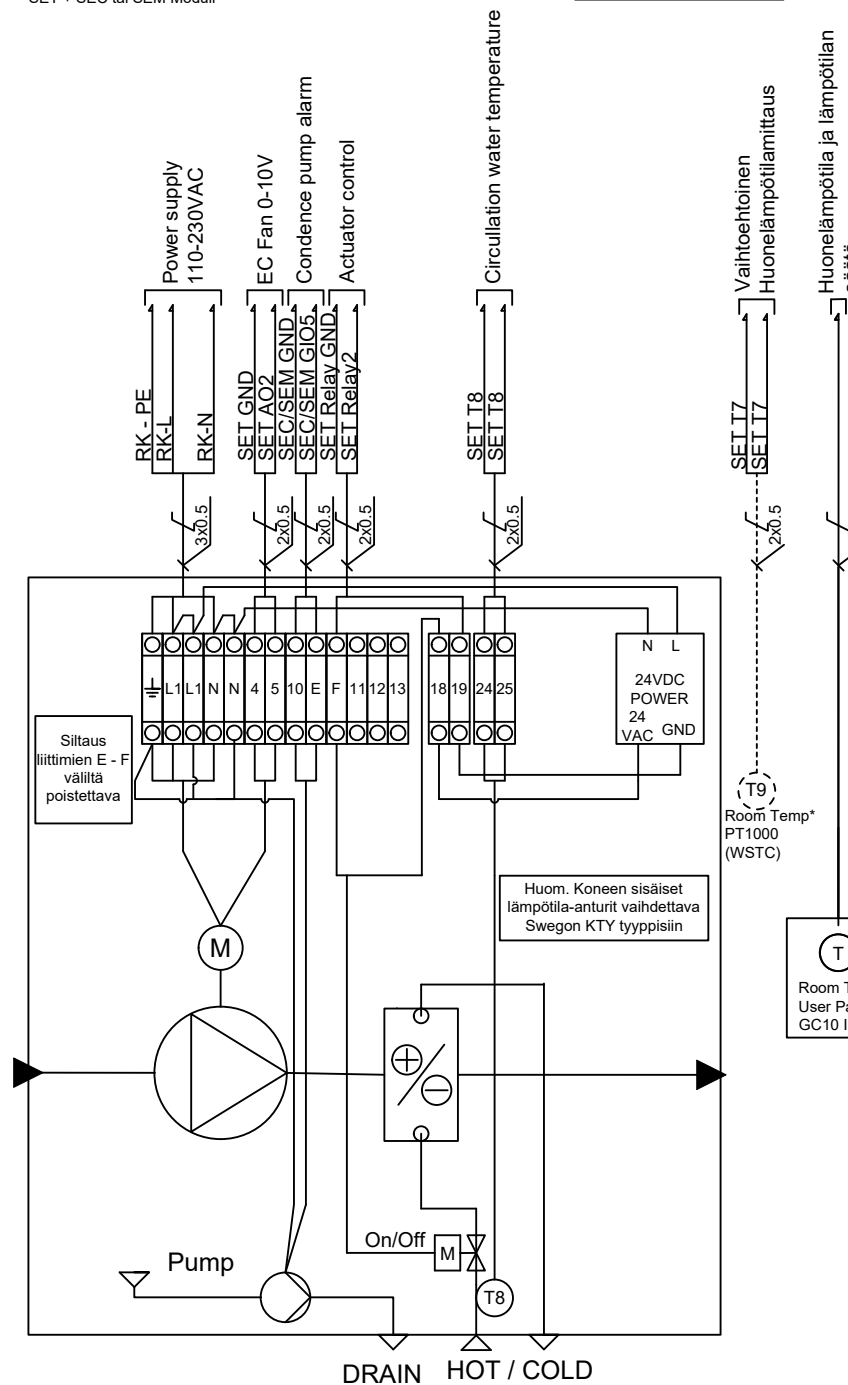 SET + SEC tai SEM Moduli
Power supply
110-230VAC
EC Fan 0-10V
Condence pump alarm
Actuator control
Circullation water temperature
Vaihtoehtoinen
Huonelämpötilamittaus
Huonelämpötila ja lämpötilan
RK - PE
RK-L
RK-N
SET GND
SET AO2
SEC/SEM GND
SEC/SEM GIO5
SET Relay GND
SET Relay2
SET T8
SET T8
SET T7
SET T7
3x0.5
2x0.5
2x0.5
2x0.5
2x0.5
2x0.5
L1 L1 N N 4 5 10 E F 11 12 13
18 19
24 25
N L
24VDC
POWER
24
VAC GND
Siltaus
liittimien E - F
väliltä
poistettava
T9
Room Temp*
PT1000
(WSTC)
Huom. Koneen sisäiset
lämpötila-anturit vaihdettava
Swegon KTY tyyppisiin
M
T
Room T
User Pa
GC10 I
On/Off
M
Pump
T8
DRAIN
HOT / COLD